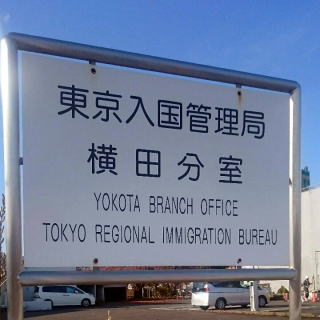 東京入国管理局
横田分室
YOKOTA BRANCH OFFICE
TOKYO REGIONAL IMMIGRATION BUREAU